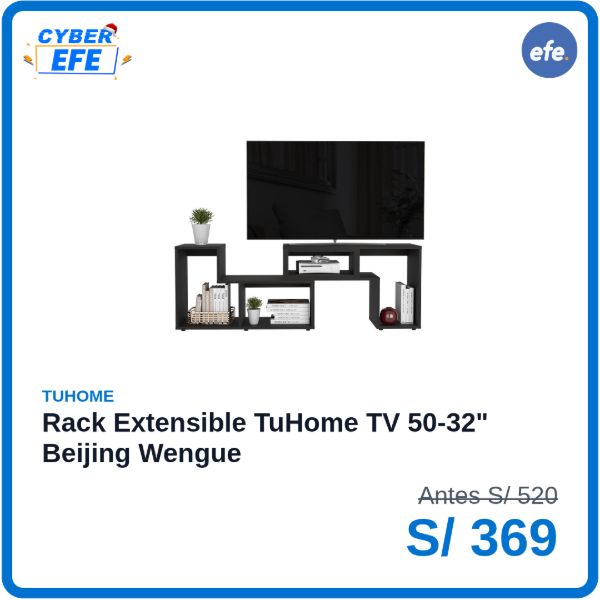 CYBER
EFE
efe.
TUHOME
Rack Extensible TuHome TV 50-32"
Beijing Wengue
Antes S/ 520
S/ 369